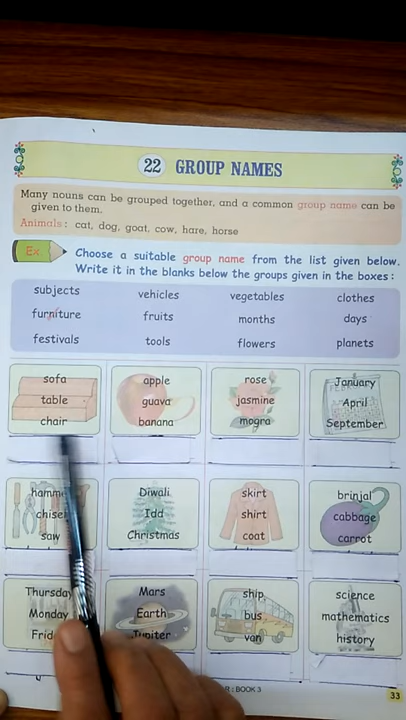 22 GROUP NAMES
Many nouns can be grouped together, and a common group name can be
given to them.
Animals: cat, dog, goat, cow, hare, horse
Ex Choose a suitable group name from the list given below.
Write it in the blanks below the groups given in the boxes:
subjects vehicles vegetables clothes
furniture fruits months days
festivals tools flowers planets
sofa apple rose January
table guava jasmine April
chair banana mogra September
Diwali skirt brinjal
Idd shirt cabbage
saw Christmas coat carrot
Thursday Mars ship science
Monday Earth bus mathematics
Jupiter van history
: BOOK 3
33